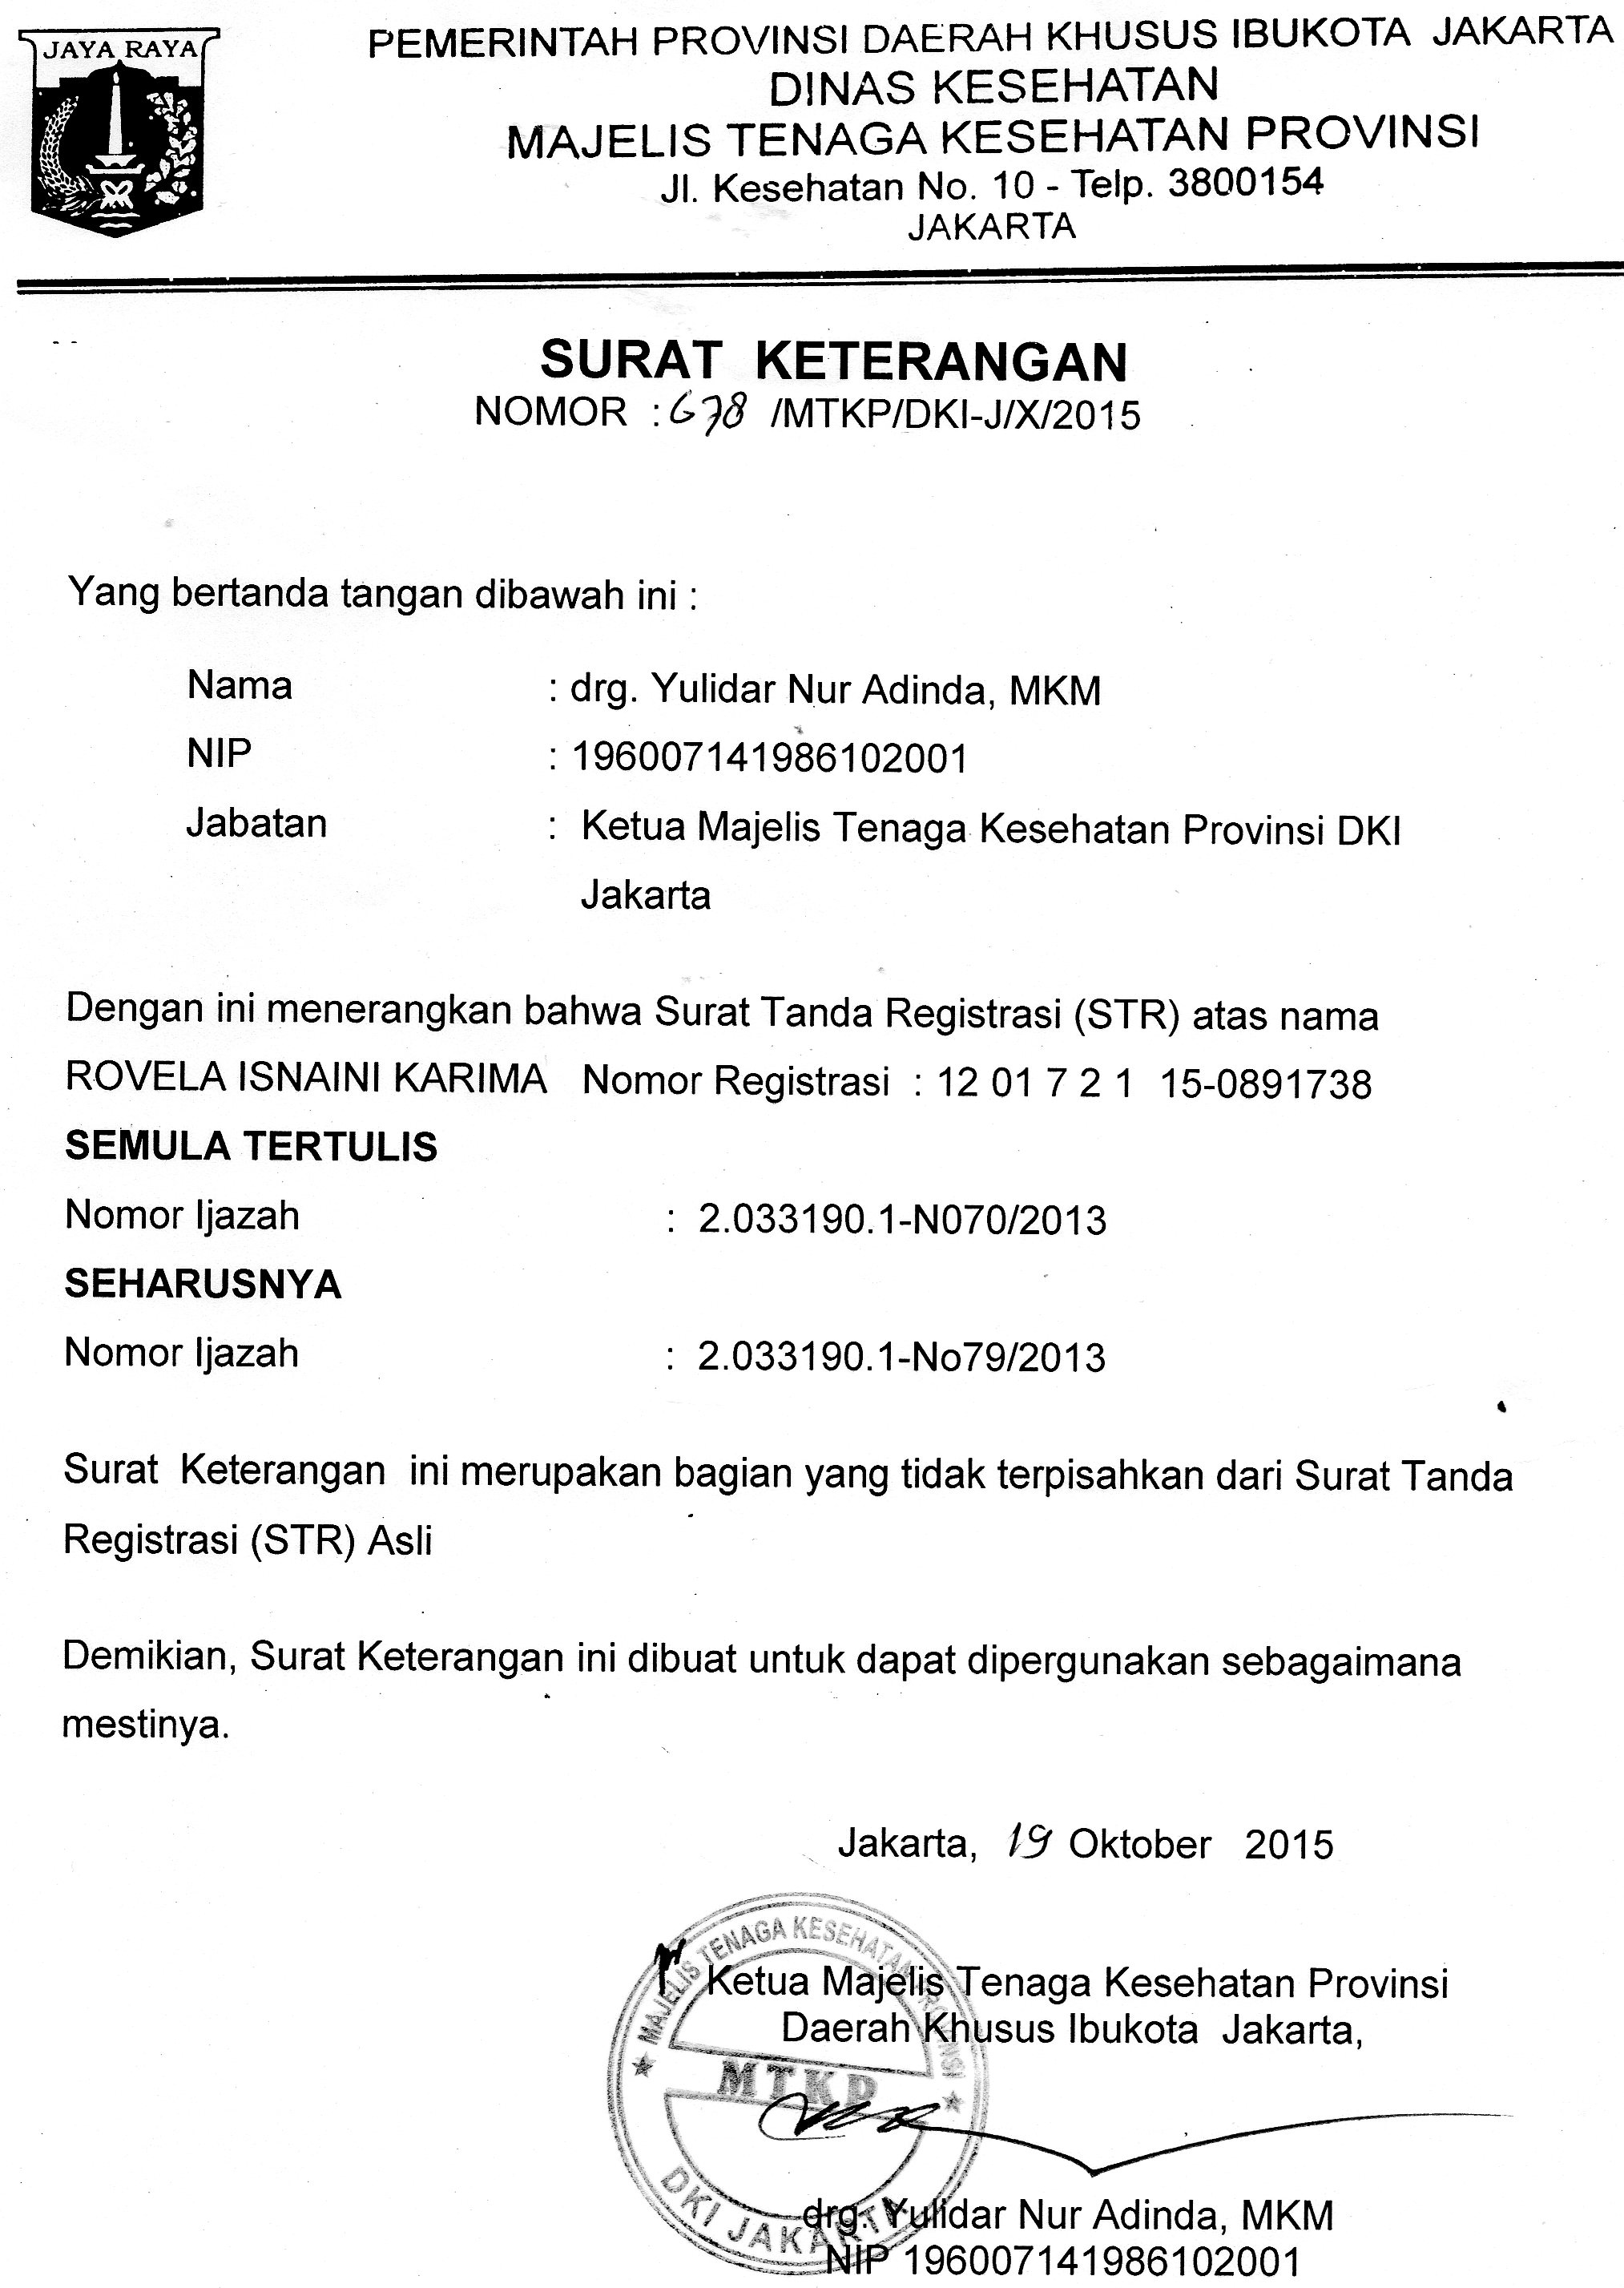 JAYA RAYA
PEMERINTAH PROVINSI DAERAH KHUSUS IBUKOTA JAKARTA
DINAS KESEHATAN
MAJELIS TENAGA KESEHATAN PROVINSI
Jl. Kesehatan No. 10 - Telp. 3800154
JAKARTA
SURAT KETERANGAN
NOMOR : 678 /MTKP/DKI-J/X/2015
Yang bertanda tangan dibawah ini :
Nama : drg. Yulidar Nur Adinda, MKM
NIP : 196007141986102001
Jabatan : Ketua Majelis Tenaga Kesehatan Provinsi DKI
Jakarta
Dengan ini menerangkan bahwa Surat Tanda Registrasi (STR) atas nama
ROVELA ISNAINI KARIMA Nomor Registrasi : 12 01 7 2 1 15-0891738
SEMULA TERTULIS
Nomor Ijazah : 2.033190.1-N070/2013
SEHARUSNYA
Nomor Ijazah : 2.033190.1-No79/2013
Surat Keterangan ini merupakan bagian yang tidak terpisahkan dari Surat Tanda
Registrasi (STR) Asli
Demikian, Surat Keterangan ini dibuat untuk dapat dipergunakan sebagaimana
mestinya.
Jakarta, 19 Oktober 2015
Ketua Majelis Tenaga Kesehatan Provinsi
Daerah Khusus Ibukota Jakarta,
MAJELIS TENAGA KESEHATAN PROVINSI
MTKP
DKI JAKARTA
drg. Yulidar Nur Adinda, MKM
NIP 196007141986102001